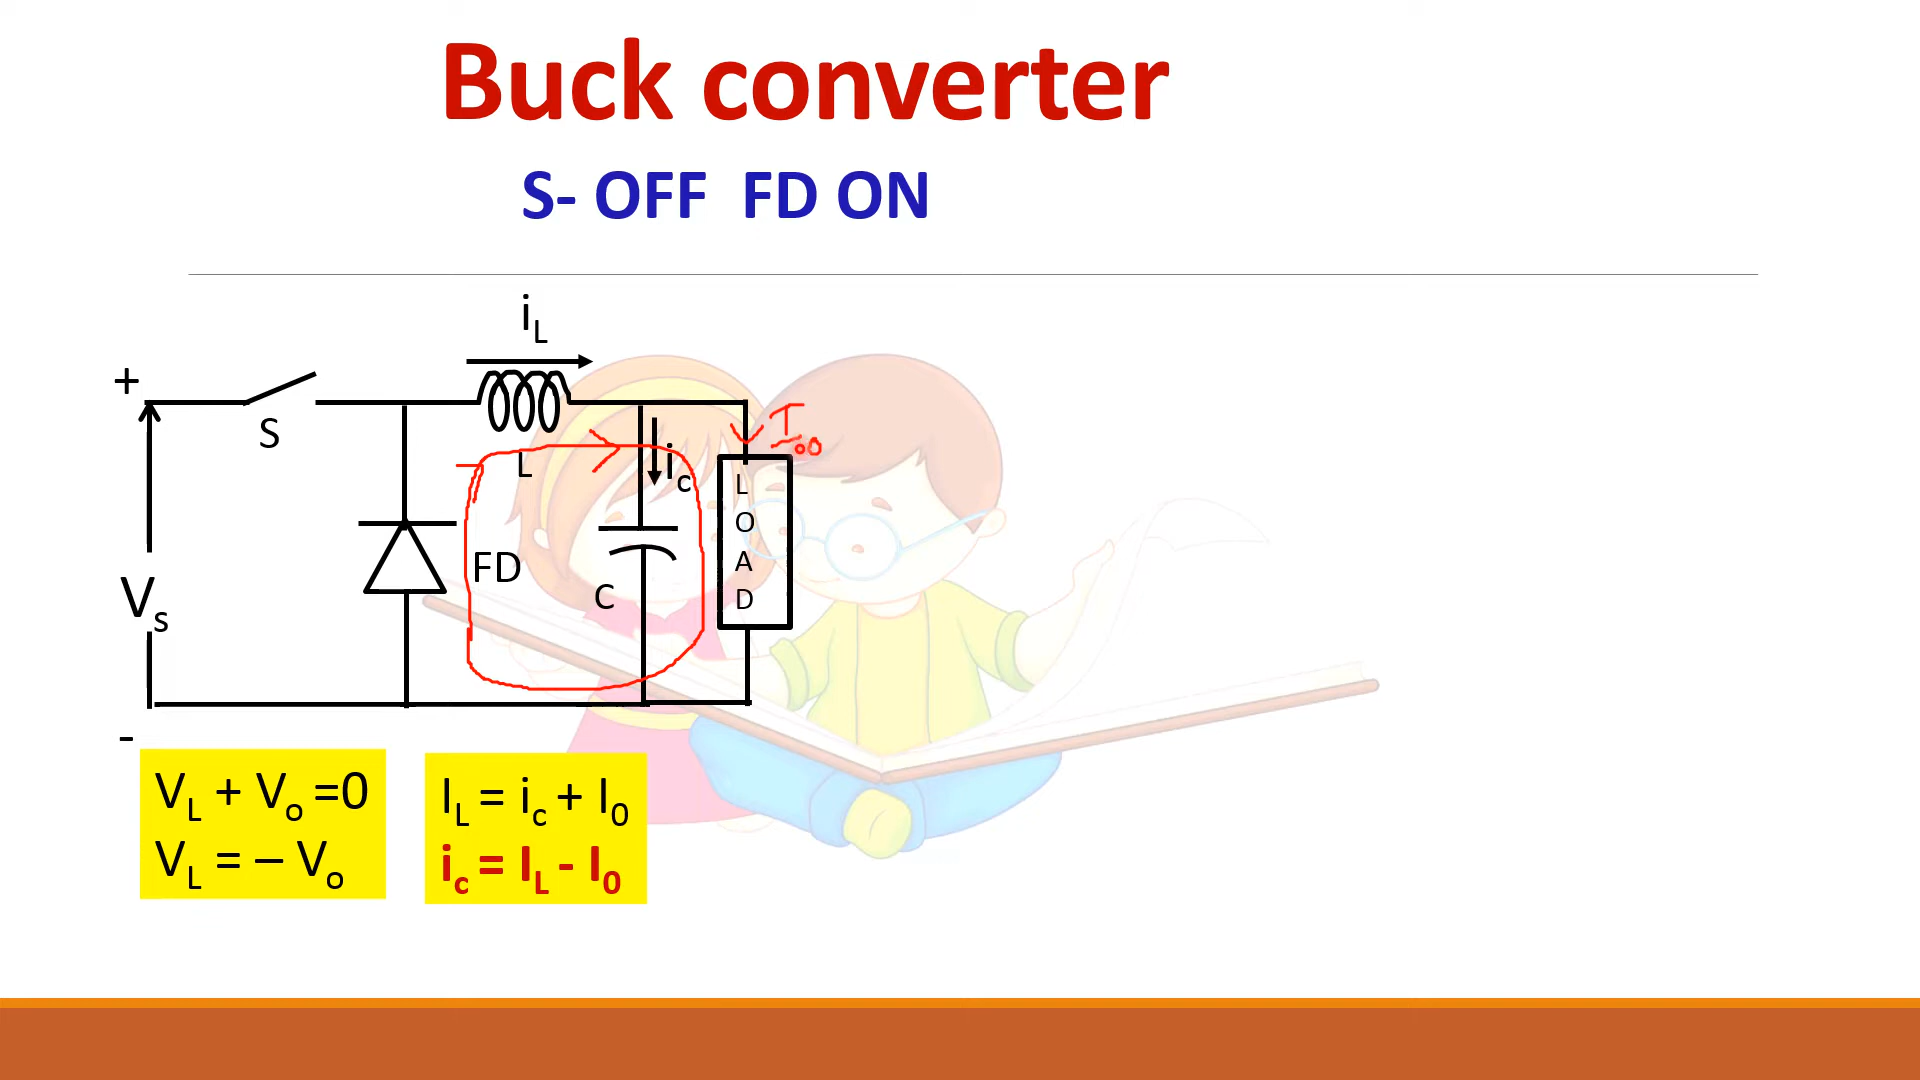 Buck converter
S- OFF FD ON
iL
+
S
I₀₀
L
ic
L
O
A
D
FD
C
Vs
-
VL + Vo =0
VL = – Vo
IL = ic + I0
ic = IL - I0